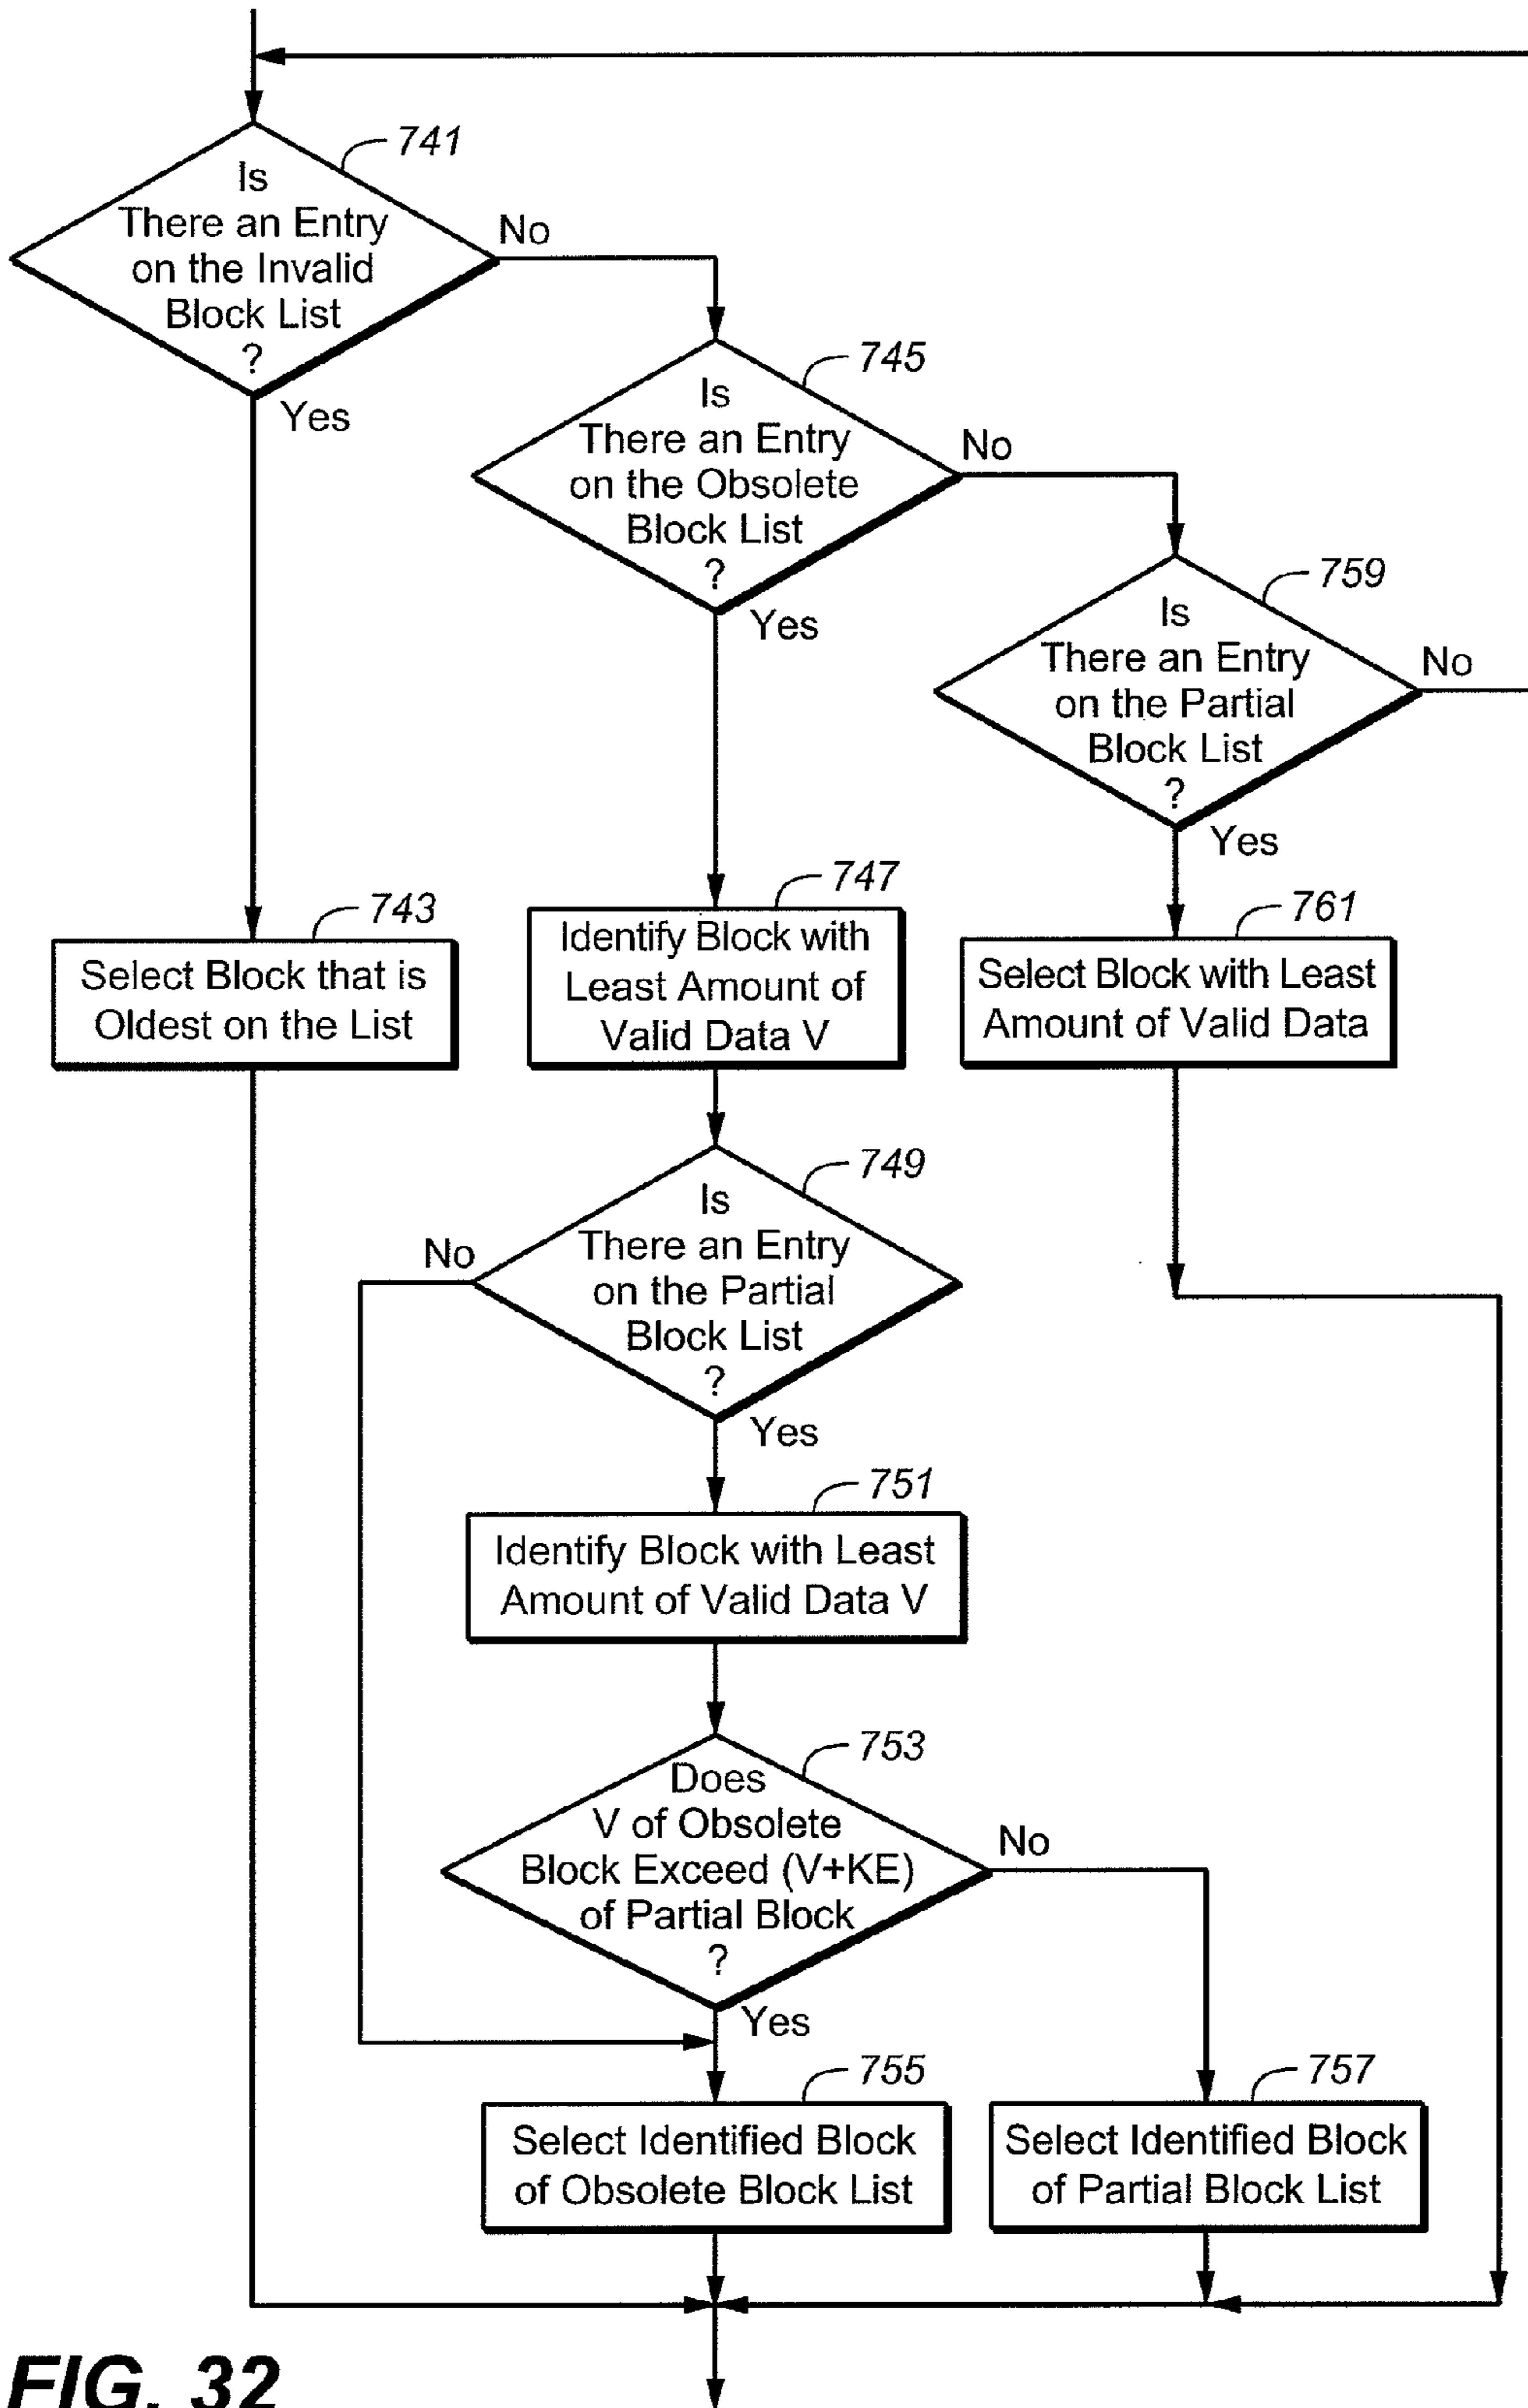 741
Is
There an Entry
on the Invalid
Block List
?
No
Yes
745
Is
There an Entry
on the Obsolete
Block List
?
No
Yes
759
Is
There an Entry
on the Partial
Block List
?
No
Yes
743
Select Block that is
Oldest on the List
747
Identify Block with
Least Amount of
Valid Data V
761
Select Block with Least
Amount of Valid Data
749
Is
There an Entry
on the Partial
Block List
?
No
Yes
751
Identify Block with Least
Amount of Valid Data V
753
Does
V of Obsolete
Block Exceed (V+KE)
of Partial Block
?
No
Yes
755
Select Identified Block
of Obsolete Block List
757
Select Identified Block
of Partial Block List
FIG. 32